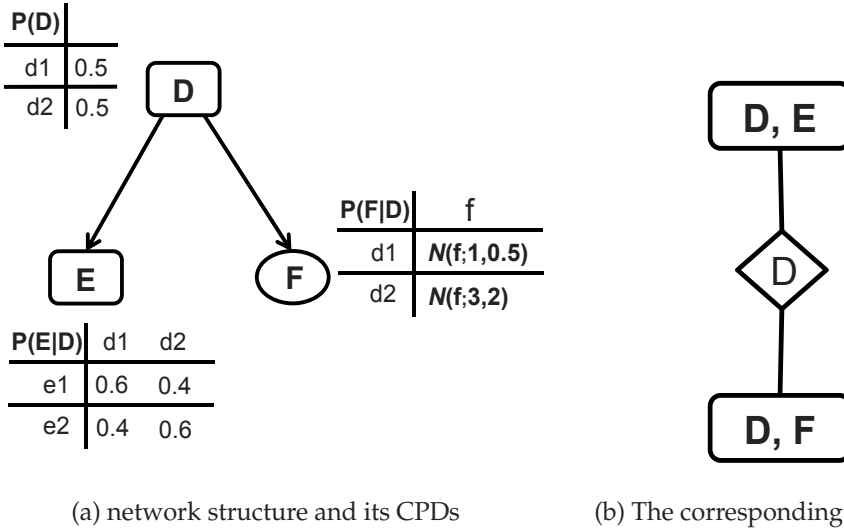 P(D)
d1 0.5
d2 0.5
D
E
F
P(F|D) f
d1 N(f;1,0.5)
d2 N(f;3,2)
P(E|D) d1 d2
e1 0.6 0.4
e2 0.4 0.6
(a) network structure and its CPDs
D, E
D
D, F
(b) The corresponding